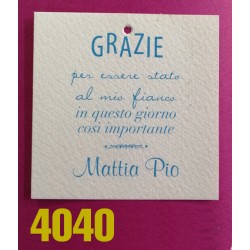 GRAZIE
per essere stato
al mio fianco
in questo giorno
così importante
Mattia Pio
4040